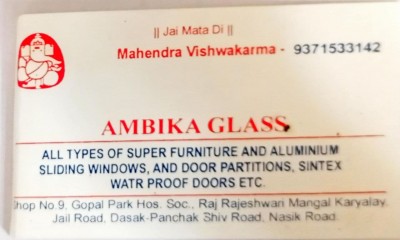 || Jai Mata Di ||
Mahendra Vishwakarma - 9371533142
AMBIKA GLASS
ALL TYPES OF SUPER FURNITURE AND ALUMINIUM
SLIDING WINDOWS, AND DOOR PARTITIONS, SINTEX
WATR PROOF DOORS ETC.
Shop No.9, Gopal Park Hos. Soc., Raj Rajeshwari Mangal Karyalay,
Jail Road, Dasak-Panchak Shiv Road, Nasik Road.